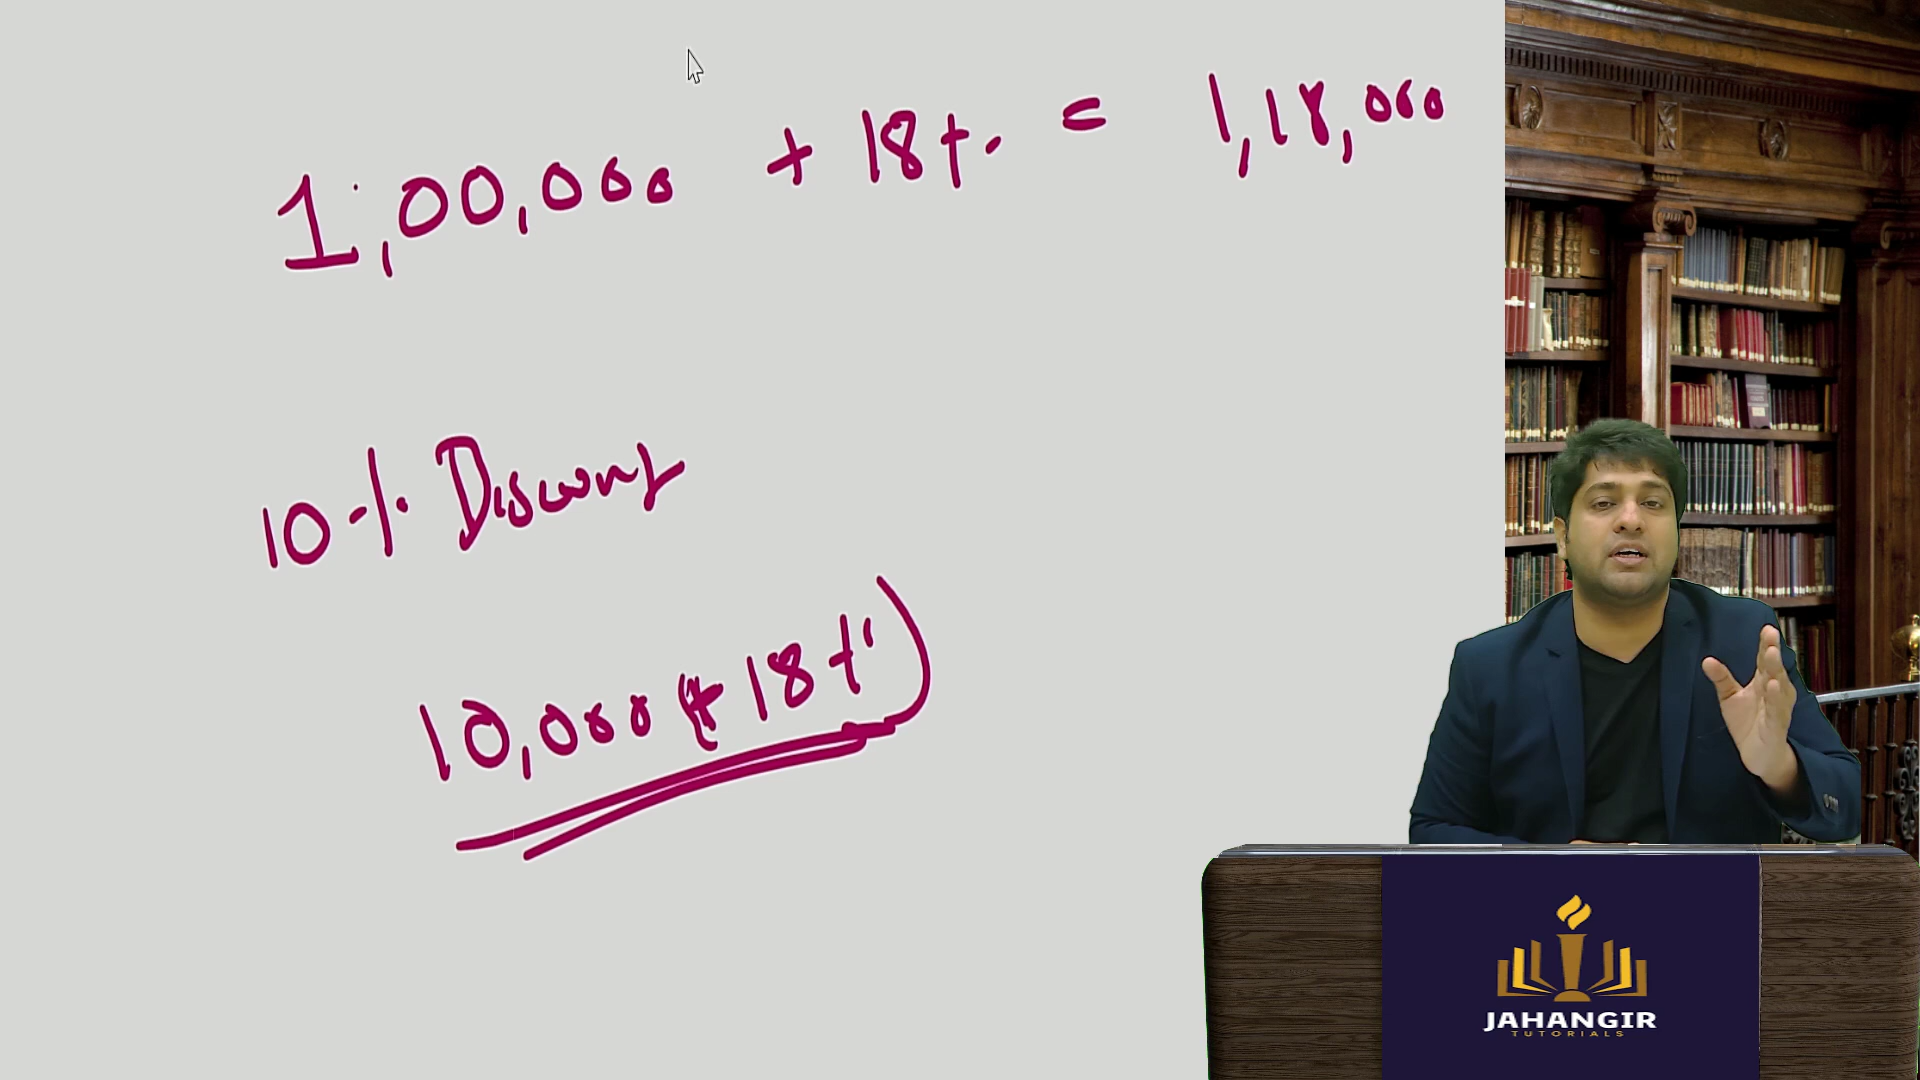 1,00,000 + 18%. = 1,18,000
10% Discount
10,000 + 18%)
JAHANGIR
TUTORIALS